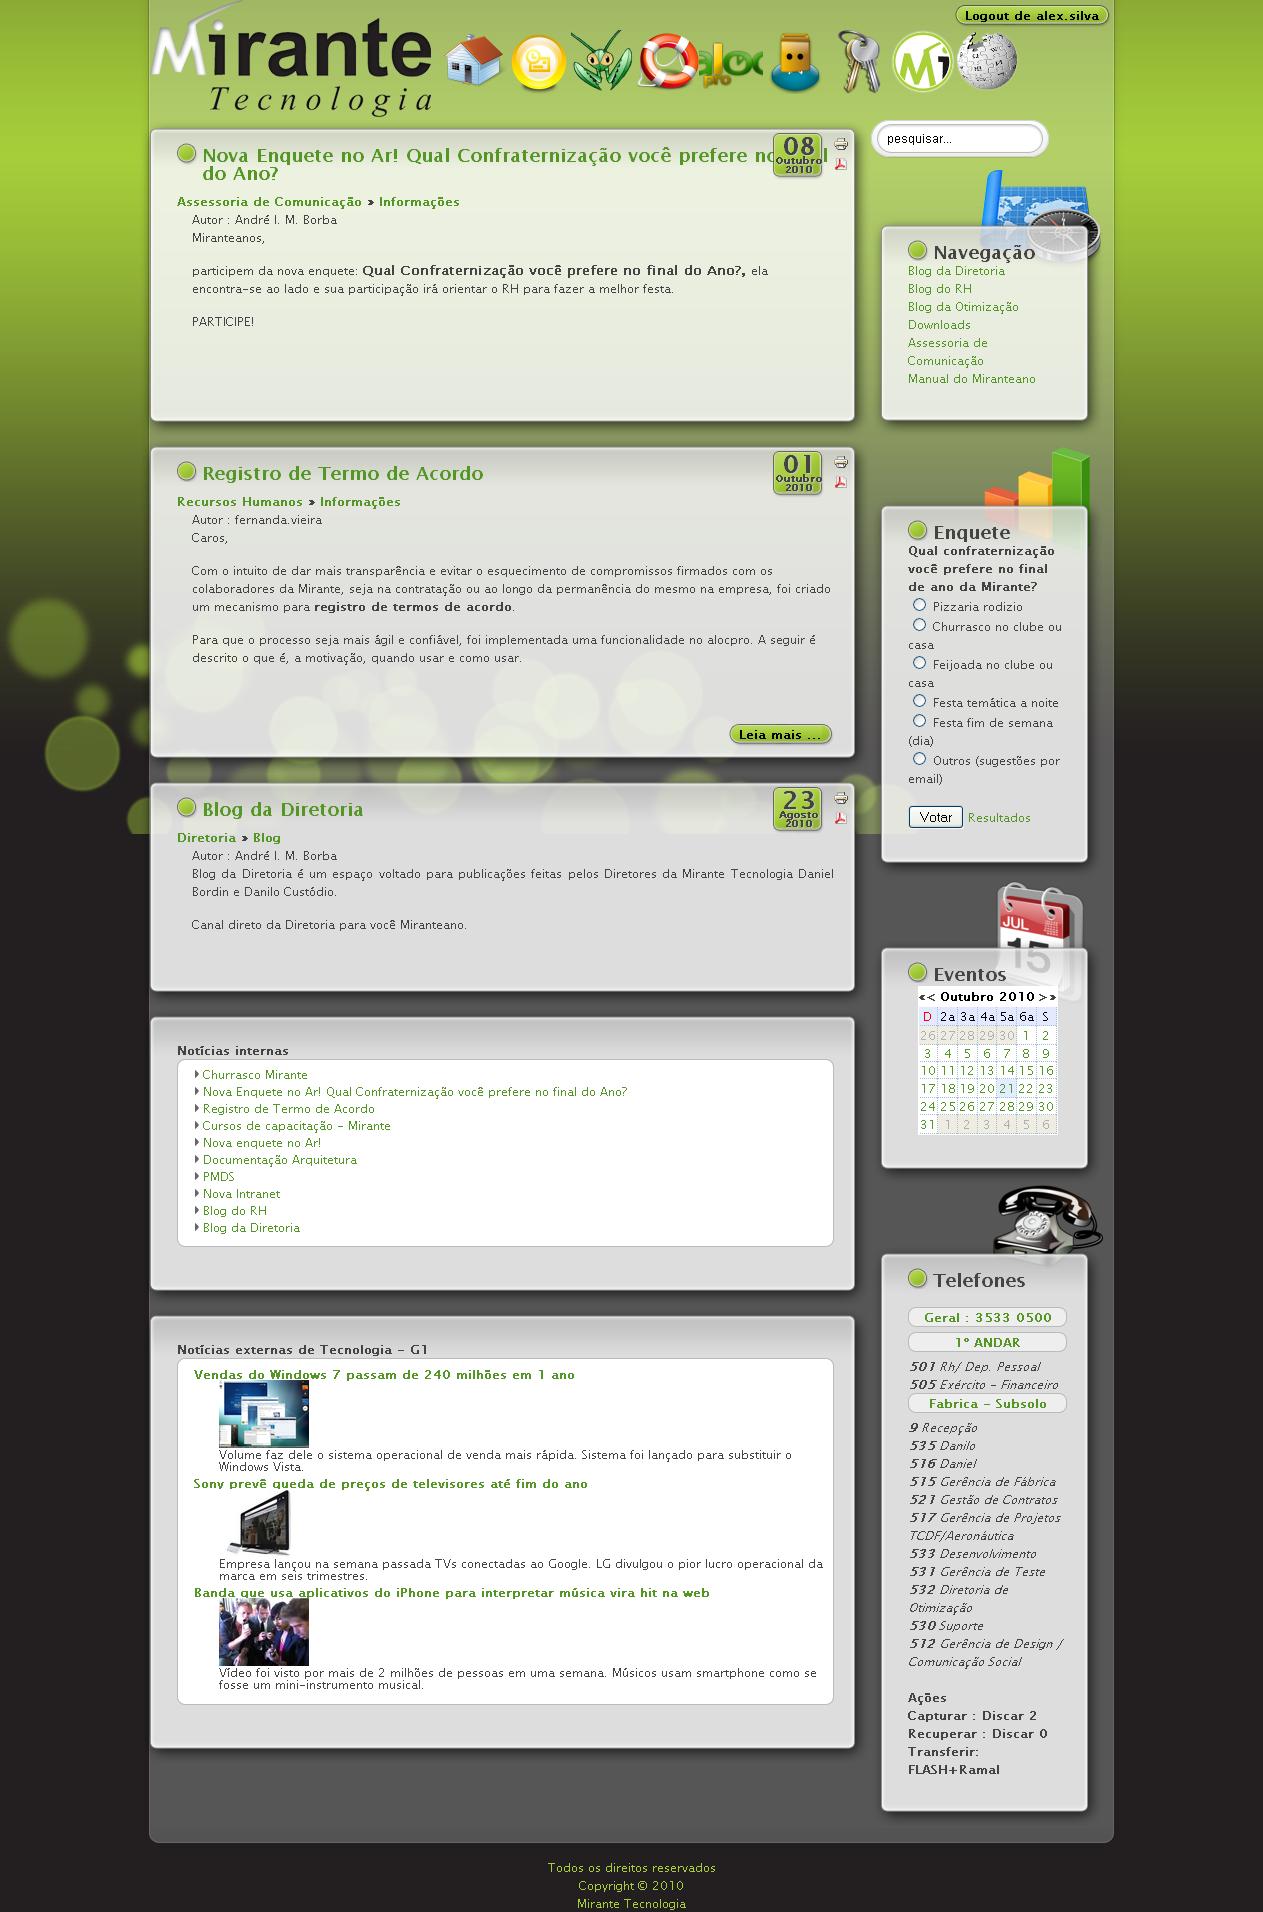 Logout de alex.silva
Mirante
Tecnologia
pesquisar...
Nova Enquete no Ar! Qual Confraternização você prefere no
do Ano?
08
Outubro
2010
Assessoria de Comunicação » Informações
Autor : André I. M. Borba
Miranteanos,
participem da nova enquete: Qual Confraternização você prefere no final do Ano?, ela
encontra-se ao lado e sua participação irá orientar o RH para fazer a melhor festa.
PARTICIPE!
Registro de Termo de Acordo
01
Outubro
2010
Recursos Humanos » Informações
Autor : fernanda.vieira
Caros,
Com o intuito de dar mais transparência e evitar o esquecimento de compromissos firmados com os
colaboradores da Mirante, seja na contratação ou ao longo da permanência do mesmo na empresa, foi criado
um mecanismo para registro de termos de acordo.
Para que o processo seja mais ágil e confiável, foi implementada uma funcionalidade no alocpro. A seguir é
descrito o que é, a motivação, quando usar e como usar.
Leia mais ...
Blog da Diretoria
23
Agosto
2010
Diretoria » Blog
Autor : André I. M. Borba
Blog da Diretoria é um espaço voltado para publicações feitas pelos Diretores da Mirante Tecnologia Daniel
Bordin e Danilo Custódio.
Canal direto da Diretoria para você Miranteano.
Notícias internas
Churrasco Mirante
Nova Enquete no Ar! Qual Confraternização você prefere no final do Ano?
Registro de Termo de Acordo
Cursos de capacitação - Mirante
Nova enquete no Ar!
Documentação Arquitetura
PMDS
Nova Intranet
Blog do RH
Blog da Diretoria
Notícias externas de Tecnologia - G1
Vendas do Windows 7 passam de 240 milhões em 1 ano
Volume faz dele o sistema operacional de venda mais rápida. Sistema foi lançado para substituir o
Windows Vista.
Sony prevê queda de preços de televisores até fim do ano
Empresa lançou na semana passada TVs conectadas ao Google. LG divulgou o pior lucro operacional da
marca em seis trimestres.
Banda que usa aplicativos do iPhone para interpretar música vira hit na web
Vídeo foi visto por mais de 2 milhões de pessoas em uma semana. Músicos usam smartphone como se
fosse um mini-instrumento musical.
Navegação
Blog da Diretoria
Blog do RH
Blog da Otimização
Downloads
Assessoria de
Comunicação
Manual do Miranteano
Enquete
Qual confraternização
você prefere no final
de ano da Mirante?
Pizzaria rodizio
Churrasco no clube ou
casa
Feijoada no clube ou
casa
Festa temática a noite
Festa fim de semana
(dia)
Outros (sugestões por
email)
Votar Resultados
JUL
15
Eventos
«< Outubro 2010 >»
D 2a 3a 4a 5a 6a S
26 27 28 29 30 1 2
3 4 5 6 7 8 9
10 11 12 13 14 15 16
17 18 19 20 21 22 23
24 25 26 27 28 29 30
31 1 2 3 4 5 6
Telefones
Geral : 3533 0500
1º ANDAR
501 Rh/ Dep. Pessoal
505 Exército - Financeiro
Fabrica - Subsolo
9 Recepção
535 Danilo
516 Daniel
515 Gerência de Fábrica
521 Gestão de Contratos
517 Gerência de Projetos
TCDF/Aeronáutica
533 Desenvolvimento
531 Gerência de Teste
532 Diretoria de
Otimização
530 Suporte
512 Gerência de Design /
Comunicação Social
Ações
Capturar : Discar 2
Recuperar : Discar 0
Transferir:
FLASH+Ramal
Todos os direitos reservados
Copyright © 2010
Mirante Tecnologia